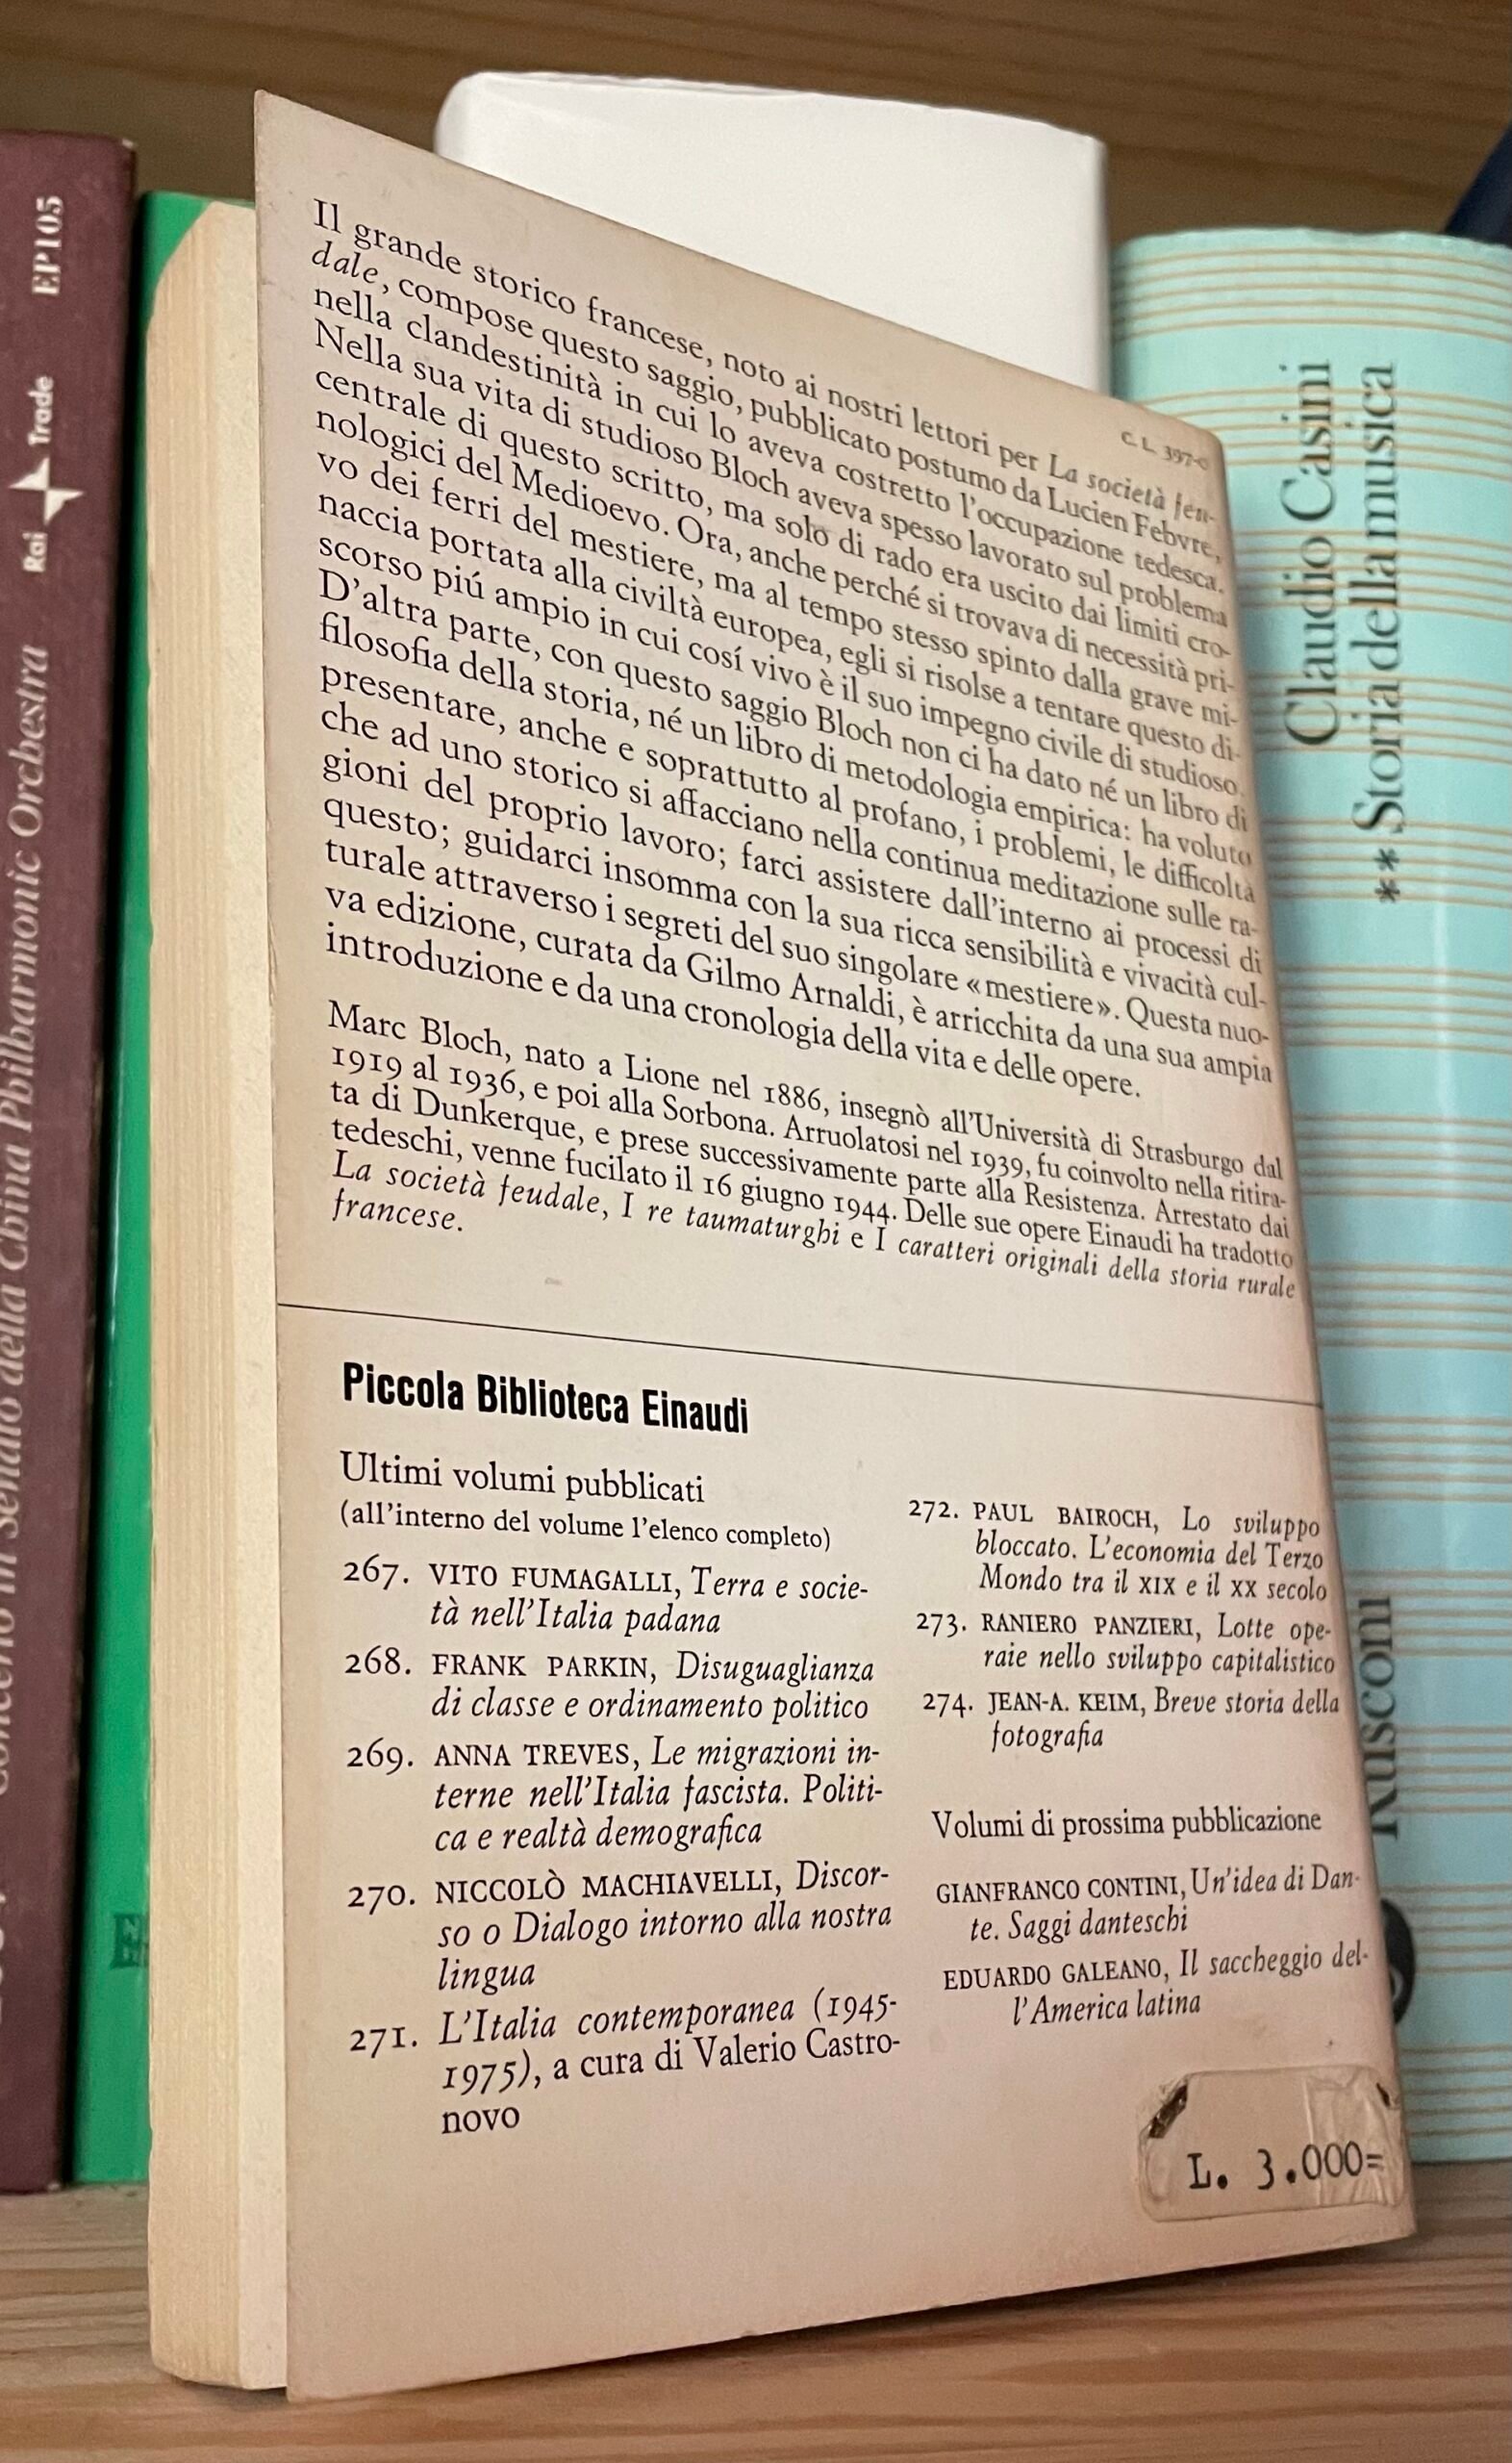 C. L. 397-0
Il grande storico francese, noto ai nostri lettori per La società feu-
dale, compose questo saggio, pubblicato postumo da Lucien Febvre,
nella clandestinità in cui lo aveva costretto l'occupazione tedesca.
Nella sua vita di studioso Bloch aveva spesso lavorato sul problema
centrale di questo scritto, ma solo di rado era uscito dai limiti cro-
nologici del Medioevo. Ora, anche perché si trovava di necessità pri-
vo dei ferri del mestiere, ma al tempo stesso spinto dalla grave mi-
naccia portata alla civiltà europea, egli si risolse a tentare questo di-
scorso piú ampio in cui cosí vivo è il suo impegno civile di studioso.
D'altra parte, con questo saggio Bloch non ci ha dato né un libro di
filosofia della storia, né un libro di metodologia empirica: ha voluto
presentare, anche e soprattutto al profano, i problemi, le difficoltà
che ad uno storico si affacciano nella continua meditazione sulle ra-
gioni del proprio lavoro; farci assistere dall'interno ai processi di
questo; guidarci insomma con la sua ricca sensibilità e vivacità cul-
turale attraverso i segreti del suo singolare «mestiere». Questa nuo-
va edizione, curata da Gilmo Arnaldi, è arricchita da una sua ampia
introduzione e da una cronologia della vita e delle opere.
Marc Bloch, nato a Lione nel 1886, insegnò all'Università di Strasburgo dal
1919 al 1936, e poi alla Sorbona. Arruolatosi nel 1939, fu coinvolto nella ritira-
ta di Dunkerque, e prese successivamente parte alla Resistenza. Arrestato dai
tedeschi, venne fucilato il 16 giugno 1944. Delle sue opere Einaudi ha tradotto
La società feudale, I re taumaturghi e I caratteri originali della storia rurale
francese.
Piccola Biblioteca Einaudi
Ultimi volumi pubblicati
(all'interno del volume l'elenco completo)
267. VITO FUMAGALLI, Terra e socie-
tà nell'Italia padana
268. FRANK PARKIN, Disuguaglianza
di classe e ordinamento politico
269. ANNA TREVES, Le migrazioni in-
terne nell'Italia fascista. Politi-
ca e realtà demografica
270. NICCOLÒ MACHIAVELLI, Discor-
so o Dialogo intorno alla nostra
lingua
271. L'Italia contemporanea (1945-
1975), a cura di Valerio Castro-
novo
272. PAUL BAIROCH, Lo sviluppo
bloccato. L'economia del Terzo
Mondo tra il XIX e il XX secolo
273. RANIERO PANZIERI, Lotte ope-
raie nello sviluppo capitalistico
274. JEAN-A. KEIM, Breve storia della
fotografia
Volumi di prossima pubblicazione
GIANFRANCO CONTINI, Un'idea di Dan-
te. Saggi danteschi
EDUARDO GALEANO, Il saccheggio del-
l'America latina
L. 3.000=
Concerto in Senato della China Philharmonic Orchestra Rai Trade EP105
Claudio Casini
** Storia della musica
Rusconi